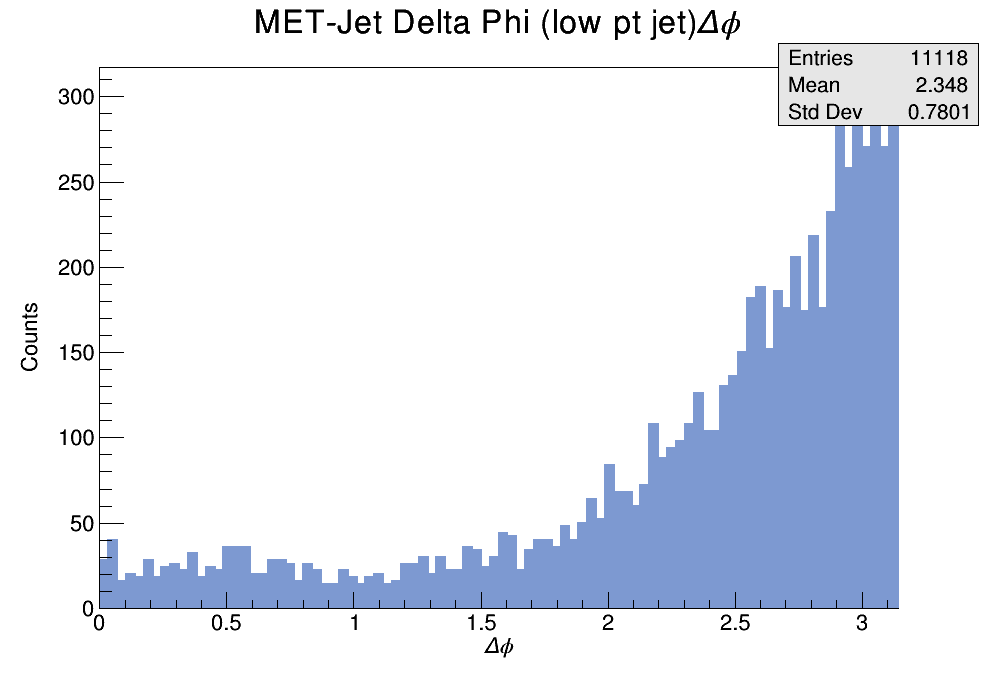 MET-Jet Delta Phi (low pt jet)Δϕ
Entries 11118
Mean 2.348
Std Dev 0.7801
300
250
200
150
100
50
0
Counts
0 0.5 1 1.5 2 2.5 3
Δϕ